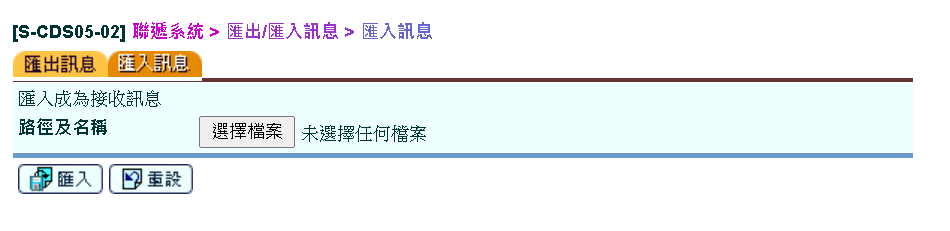 [S-CDS05-02] 聯遞系統 > 匯出/匯入訊息 > 匯入訊息
匯出訊息 匯入訊息
匯入成為接收訊息
路徑及名稱 選擇檔案 未選擇任何檔案
匯入 重設